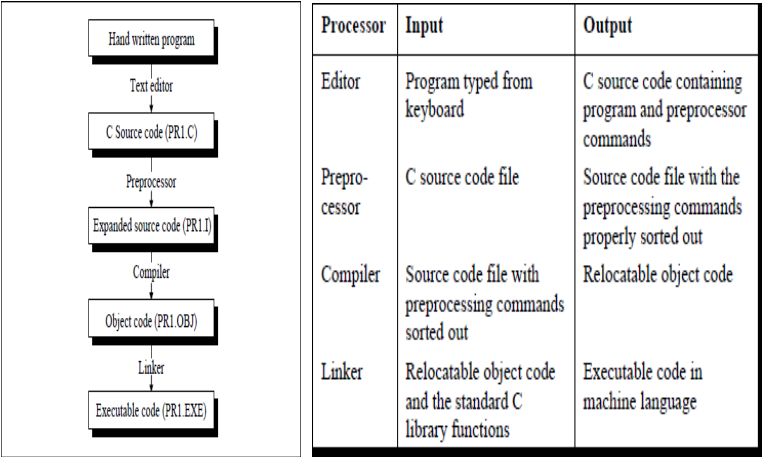 Hand written program
Text editor
C Source code (PR1.C)
Preprocessor
Expanded source code (PR1.I)
Compiler
Object code (PR1.OBJ)
Linker
Executable code (PR1.EXE)
Processor Input Output
Editor Program typed from C source code containing
keyboard program and preprocessor
commands
Prepro- C source code file Source code file with the
cessor preprocessing commands
properly sorted out
Compiler Source code file with Relocatable object code
preprocessing commands
sorted out
Linker Relocatable object code Executable code in
and the standard C machine language
library functions